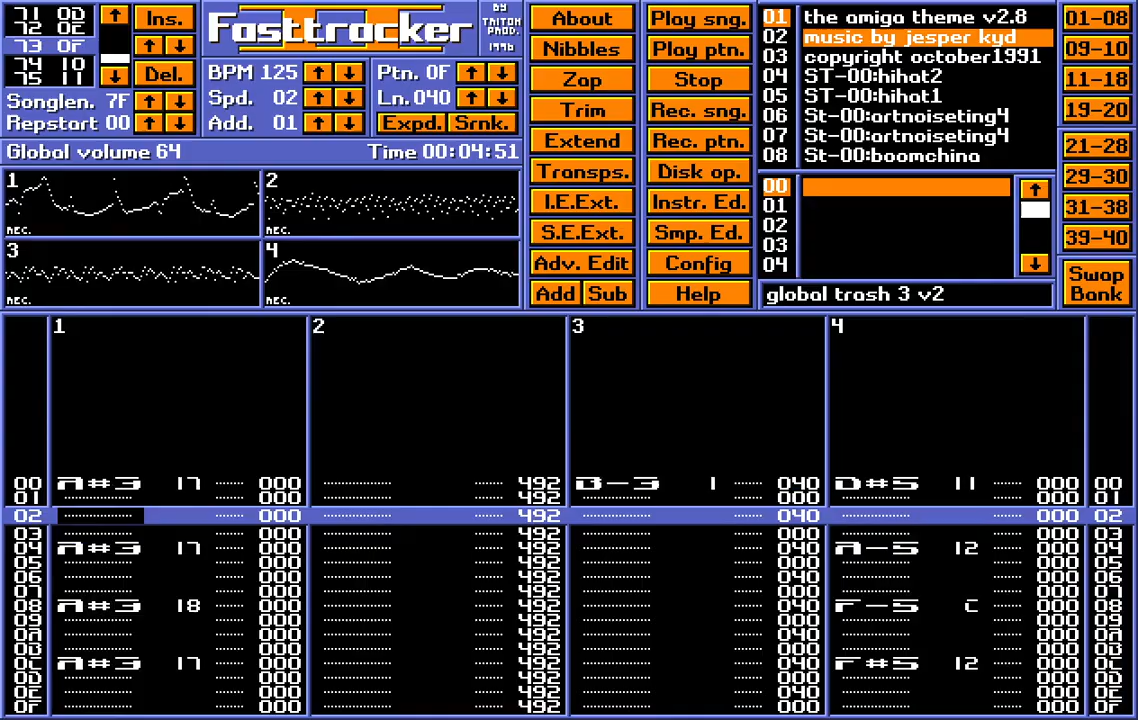 71 0D
72 02
73 0F
74 10
75 11
Ins.
Del.
Songlen. 7F
Repstart 00
Fasttracker
BY TRITON PROD. 1996
BPM 125
Spd. 02
Add. 01
Ptn. 0F
Ln. 040
Expd. Srnk.
Global volume 64 Time 00:04:51
1 REC.
2 REC.
3 REC.
4 REC.
About
Nibbles
Zap
Trim
Extend
Transps.
I.E.Ext.
S.E.Ext.
Adv. Edit
Add Sub
Play sng.
Play ptn.
Stop
Rec. sng.
Rec. ptn.
Disk op.
Instr. Ed.
Smp. Ed.
Config
Help
01 the amiga theme v2.8
02 music by jesper kyd
03 copyright october1991
04 ST-00:hihat2
05 ST-00:hihat1
06 St-00:artnoiseting4
07 St-00:artnoiseting4
08 St-00:boomchina
00
01
02
03
04
global trash 3 v2
01-08
09-10
11-18
19-20
21-28
29-30
31-38
39-40
Swap Bank
1 2 3 4
00 A#3 17 000 492 B-3 1 040 D#5 11 000 00
01 000 492 000 000 01
02 000 492 040 000 02
03 000 492 000 000 03
04 A#3 17 000 492 040 A-5 12 000 04
05 000 492 000 000 05
06 000 492 040 000 06
07 000 492 000 000 07
08 A#3 18 000 492 040 F-5 C 000 08
09 000 492 000 000 09
0A 000 492 040 000 0A
0B 000 492 000 000 0B
0C A#3 17 000 492 040 F#5 12 000 0C
0D 000 492 000 000 0D
0E 000 492 040 000 0E
0F 000 492 000 000 0F